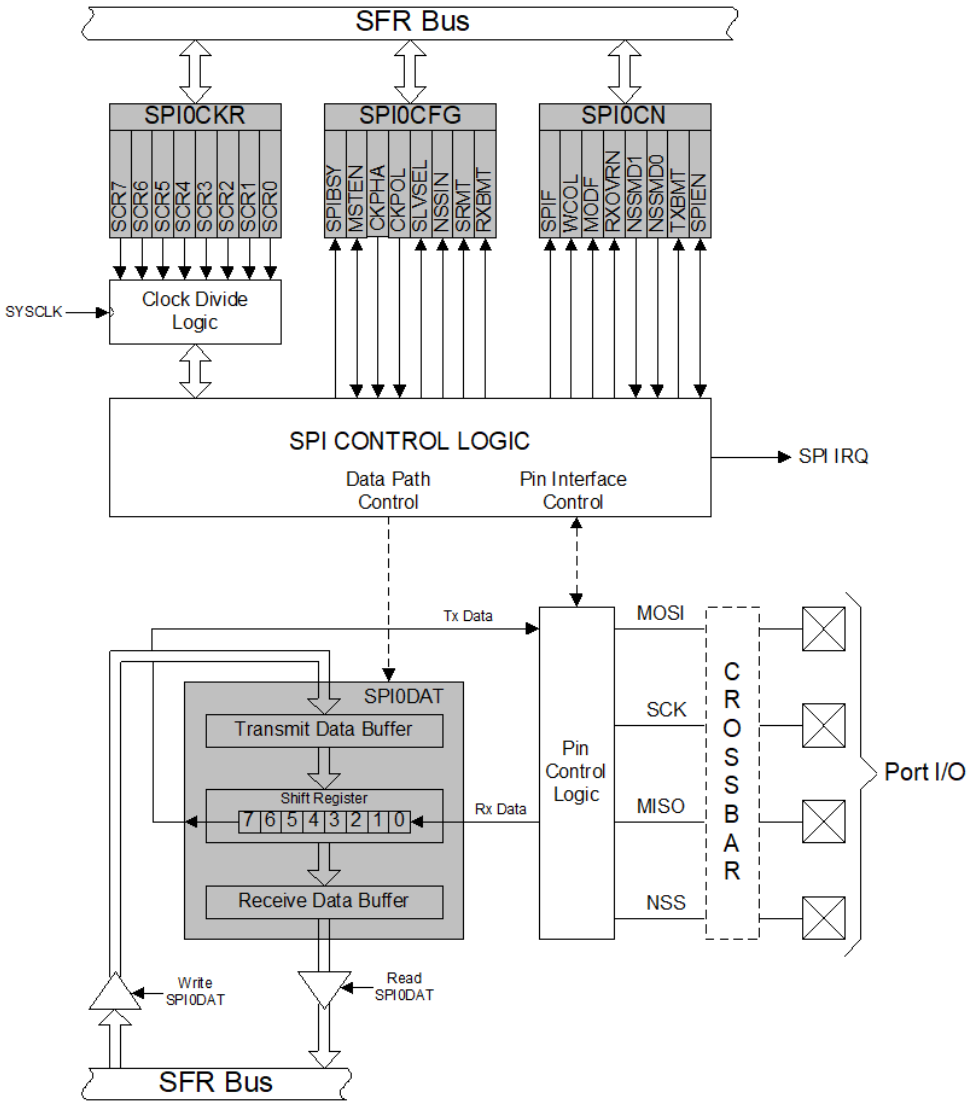 SFR Bus
SPI0CKR
SPI0CFG
SPI0CN
SCR7
SCR6
SCR5
SCR4
SCR3
SCR2
SCR1
SCR0
SPIBSY
MSTEN
CKPHA
CKPOL
SLVSEL
NSSIN
SRMT
RXBMT
SPIF
WCOL
MODF
RXOVRN
NSSMD1
NSSMD0
TXBMT
SPIEN
SYSCLK
Clock Divide
Logic
SPI CONTROL LOGIC
Data Path
Control
Pin Interface
Control
SPI IRQ
Tx Data
SPI0DAT
Transmit Data Buffer
Shift Register
7 6 5 4 3 2 1 0
Rx Data
Receive Data Buffer
Pin
Control
Logic
MOSI
SCK
MISO
NSS
C
R
O
S
S
B
A
R
Port I/O
Write
SPI0DAT
Read
SPI0DAT
SFR Bus